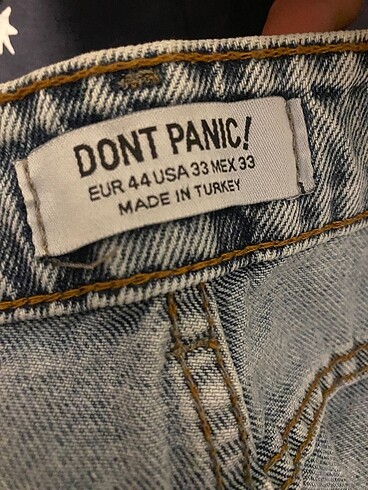 DONT PANIC!
EUR 44 USA 33 MEX 33
MADE IN TURKEY